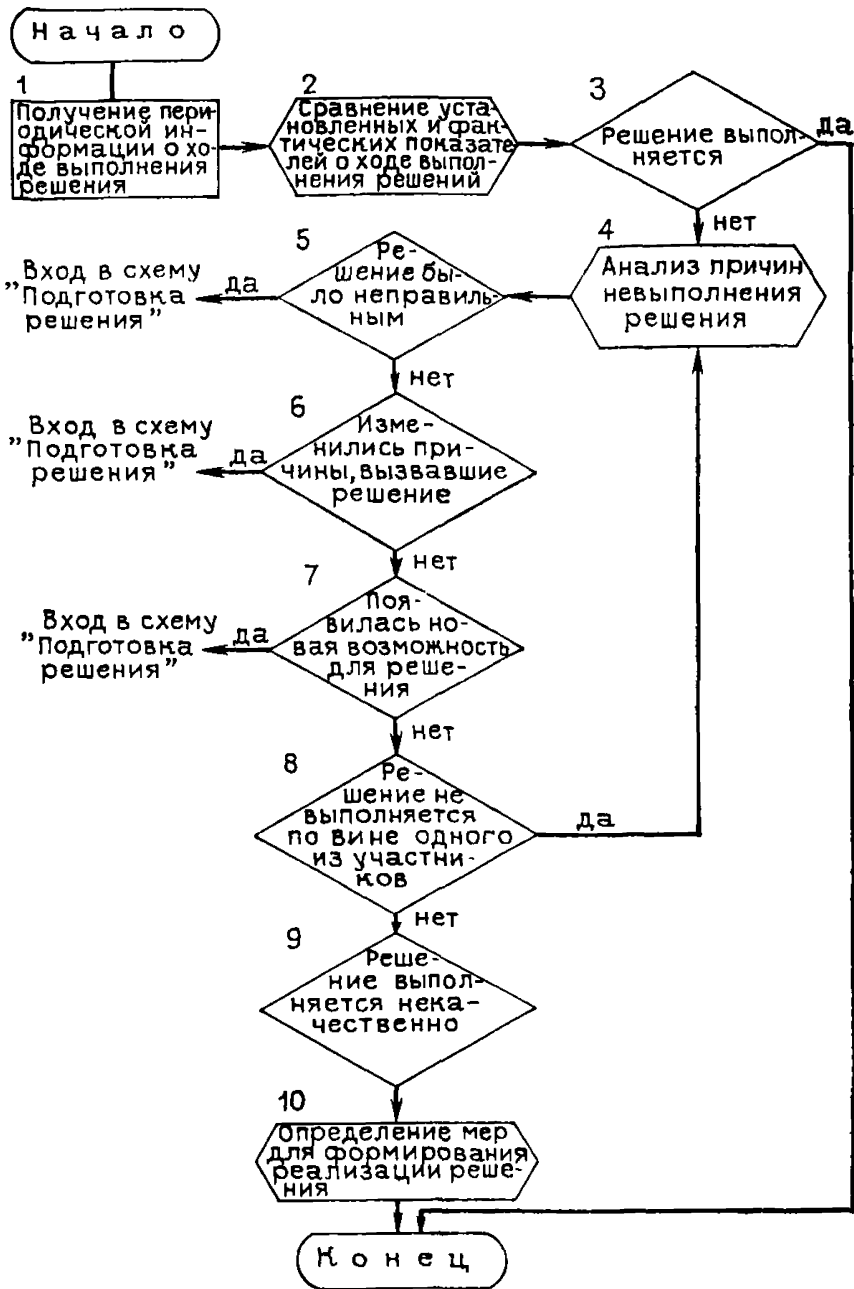 Начало
1
Получение пери-
одической ин-
формации о хо-
де выполнения
решения
2
Сравнение уста-
новленных и фак-
тических показате
лей о ходе выпол-
нения решений
3
Решение выпол-
няется
да
нет
4
Анализ причин
невыполнения
решения
5
Ре-
шение бы-
ло неправиль-
ным
да
Вход в схему
"Подготовка
решения"
нет
6
Изме-
нились при-
чины, вызвавшие
решение
да
Вход в схему
"Подготовка
решения"
нет
7
Поя-
вилась но-
вая возможность
для реше-
ния
да
Вход в схему
"Подготовка
решения"
нет
8
Ре-
шение не
выполняется
по вине одного
из участни-
ков
да
нет
9
Реше-
ние выпол-
няется нека-
чественно
10
Определение мер
для формирования
реализации реше-
ния
Конец